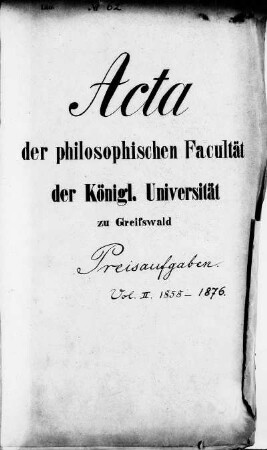 Acta
der philosophischen Facultät
der Königl. Universität
zu Greifswald
Preisaufgaben.
Vol. II. 1858 – 1876.